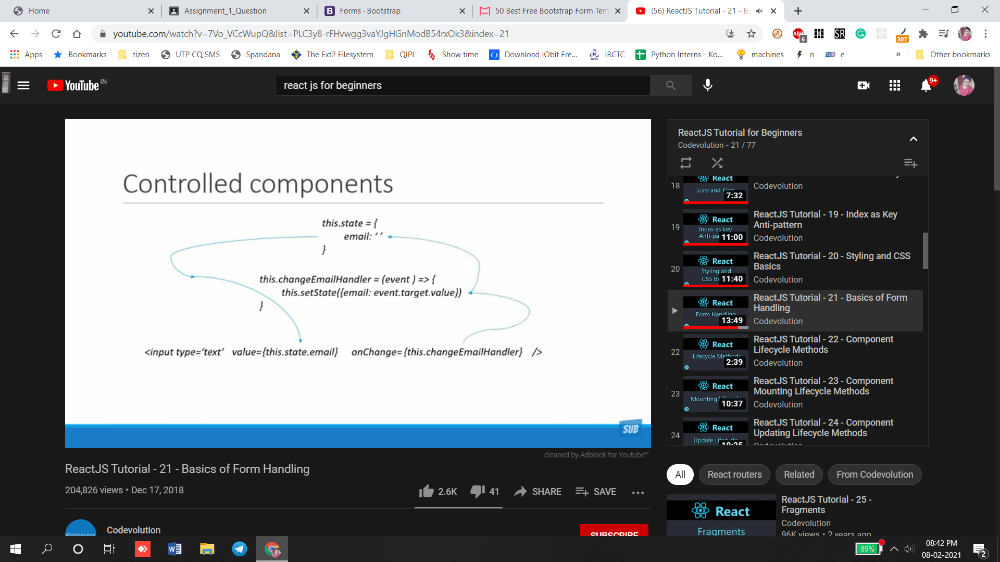 Home
Assignment_1_Question
Forms · Bootstrap
50 Best Free Bootstrap Form Tem
(56) ReactJS Tutorial - 21 - Ba
youtube.com/watch?v=7Vo_VCcWupQ&list=PLC3y8-rFHvwgg3vaYJgHGnModB54rxOk3&index=21
ABP
6
SR
307
Apps
Bookmarks
tizen
UTP CQ SMS
Spandana
The Ext2 Filesystem
QIPL
Show time
Download IObit Fre...
IRCTC
Python Interns - Ko...
machines
n
e
»
Other bookmarks
YouTube IN
react js for beginners
9+
Controlled components
this.state = {
email: ‘ ’
}
this.changeEmailHandler = (event ) => {
this.setState({email: event.target.value})
}
<input type=‘text’ value={this.state.email} onChange={this.changeEmailHandler} />
SUB
cleaned by Adblock for Youtube™
ReactJS Tutorial - 21 - Basics of Form Handling
204,826 views • Dec 17, 2018
2.6K
41
SHARE
SAVE
Codevolution
SUBSCRIBE
ReactJS Tutorial for Beginners
Codevolution - 21 / 77
18
React
Lists and Keys
7:32
Codevolution
19
React
Index as key
Anti-pa
11:00
ReactJS Tutorial - 19 - Index as Key
Anti-pattern
Codevolution
20
React
Styling and
CSS Ba
11:40
ReactJS Tutorial - 20 - Styling and CSS
Basics
Codevolution
React
Form Handling
13:49
ReactJS Tutorial - 21 - Basics of Form
Handling
Codevolution
22
React
Lifecycle Methods
2:39
ReactJS Tutorial - 22 - Component
Lifecycle Methods
Codevolution
23
React
Mounting Lifecycle
10:37
ReactJS Tutorial - 23 - Component
Mounting Lifecycle Methods
Codevolution
24
React
Update Lifecycle
10:35
ReactJS Tutorial - 24 - Component
Updating Lifecycle Methods
Codevolution
All
React routers
Related
From Codevolution
React
Fragments
ReactJS Tutorial - 25 -
Fragments
Codevolution
96K views • 2 years ago
85%
08:42 PM
08-02-2021
2